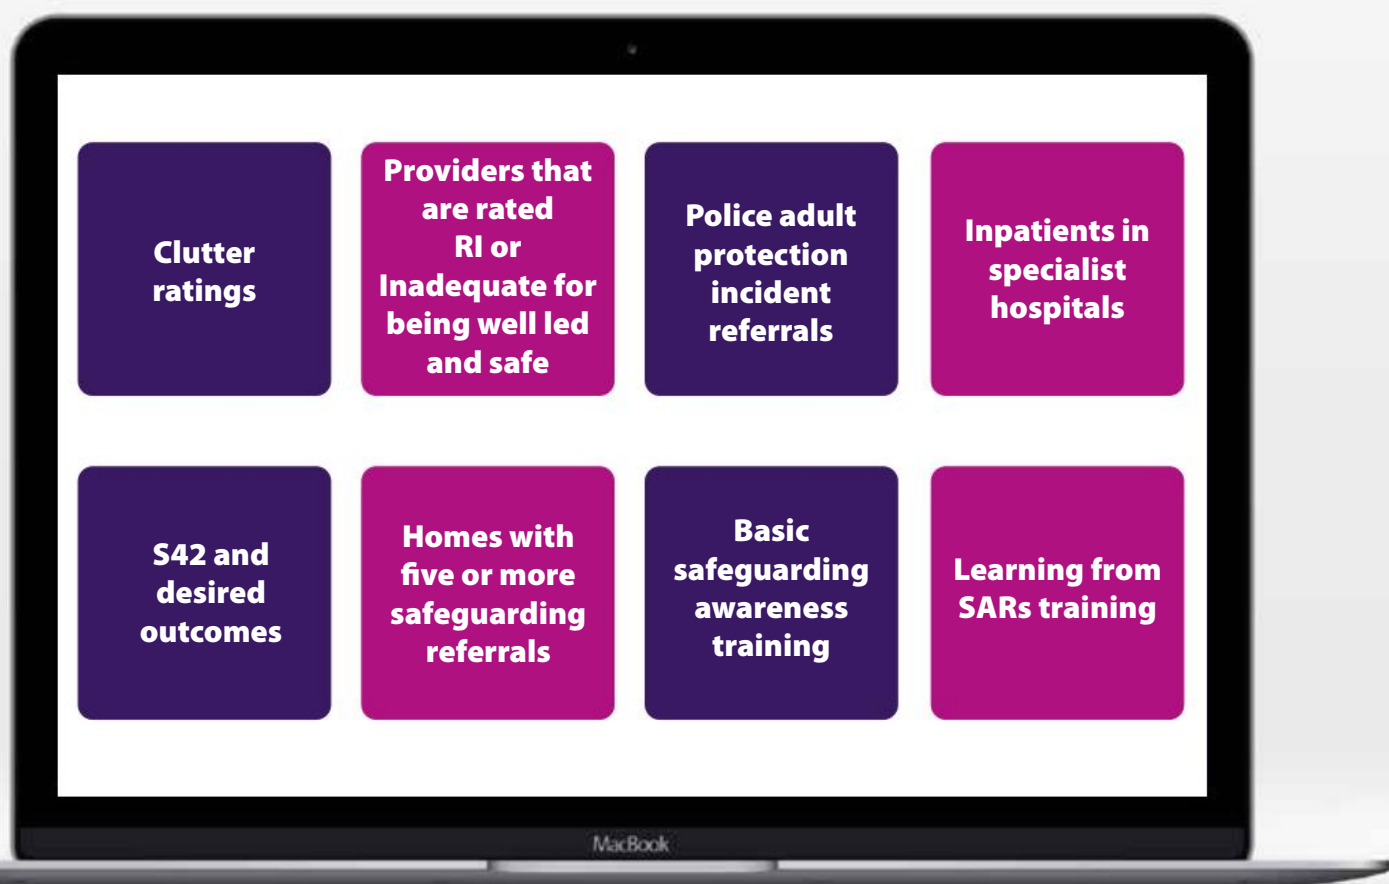 Clutter
ratings
Providers that
are rated
RI or
Inadequate for
being well led
and safe
Police adult
protection
incident
referrals
Inpatients in
specialist
hospitals
S42 and
desired
outcomes
Homes with
five or more
safeguarding
referrals
Basic
safeguarding
awareness
training
Learning from
SARs training
MacBook